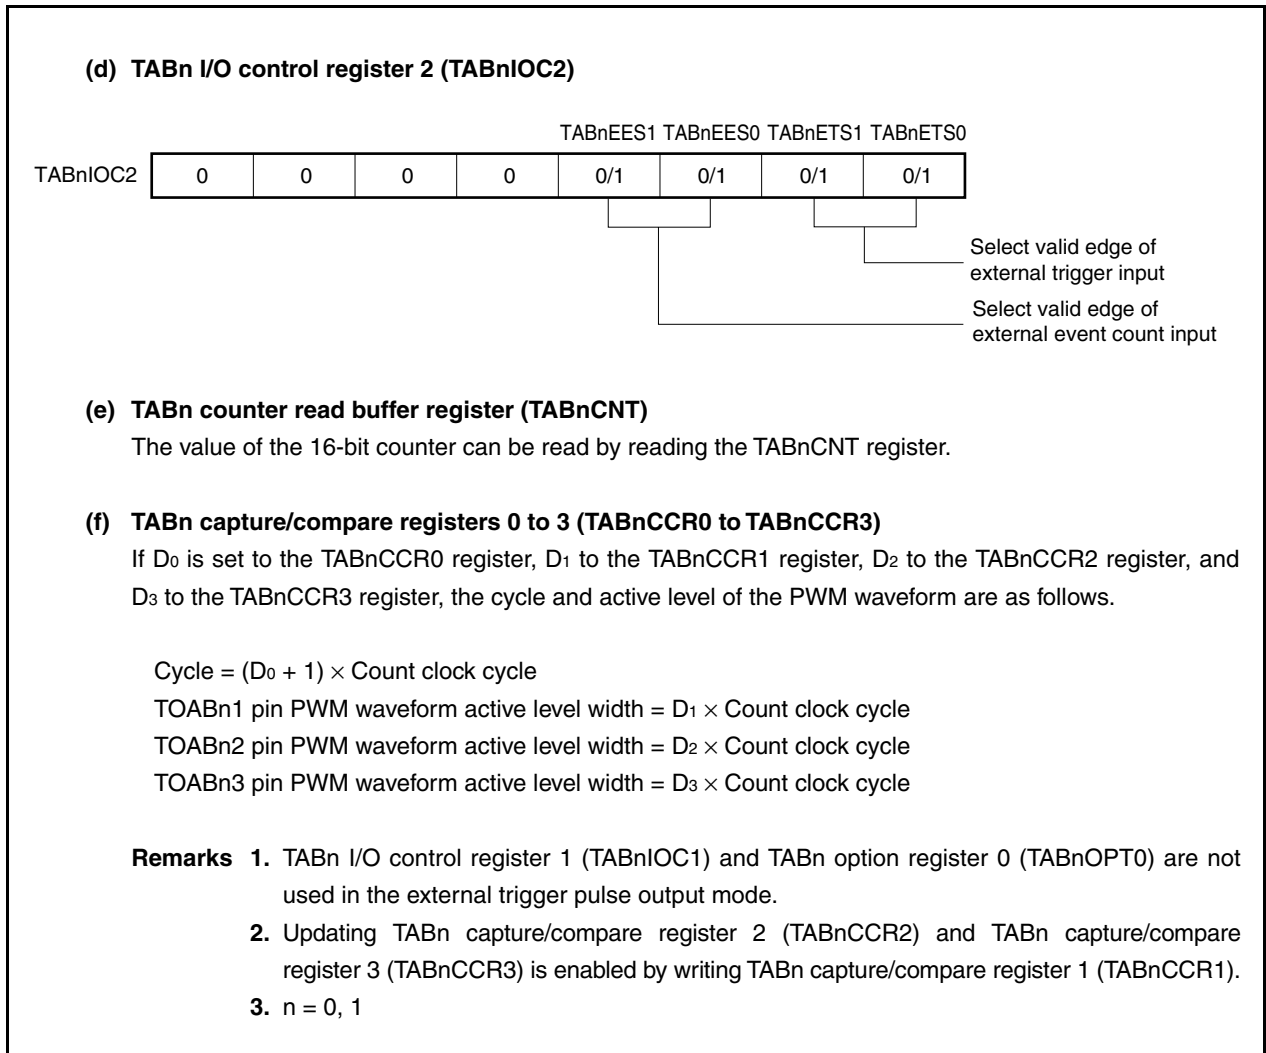 (d) TABn I/O control register 2 (TABnIOC2)
TABnEES1 TABnEES0 TABnETS1 TABnETS0
TABnIOC2 0 0 0 0 0/1 0/1 0/1 0/1
Select valid edge of
external trigger input
Select valid edge of
external event count input
(e) TABn counter read buffer register (TABnCNT)
The value of the 16-bit counter can be read by reading the TABnCNT register.
(f) TABn capture/compare registers 0 to 3 (TABnCCR0 to TABnCCR3)
If D0 is set to the TABnCCR0 register, D1 to the TABnCCR1 register, D2 to the TABnCCR2 register, and
D3 to the TABnCCR3 register, the cycle and active level of the PWM waveform are as follows.
Cycle = (D0 + 1) × Count clock cycle
TOABn1 pin PWM waveform active level width = D1 × Count clock cycle
TOABn2 pin PWM waveform active level width = D2 × Count clock cycle
TOABn3 pin PWM waveform active level width = D3 × Count clock cycle
Remarks 1. TABn I/O control register 1 (TABnIOC1) and TABn option register 0 (TABnOPT0) are not
used in the external trigger pulse output mode.
2. Updating TABn capture/compare register 2 (TABnCCR2) and TABn capture/compare
register 3 (TABnCCR3) is enabled by writing TABn capture/compare register 1 (TABnCCR1).
3. n = 0, 1